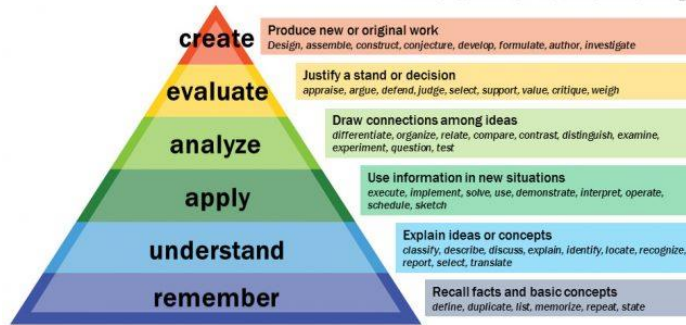 create
Produce new or original work
Design, assemble, construct, conjecture, develop, formulate, author, investigate
evaluate
Justify a stand or decision
appraise, argue, defend, judge, select, support, value, critique, weigh
analyze
Draw connections among ideas
differentiate, organize, relate, compare, contrast, distinguish, examine,
experiment, question, test
apply
Use information in new situations
execute, implement, solve, use, demonstrate, interpret, operate,
schedule, sketch
understand
Explain ideas or concepts
classify, describe, discuss, explain, identify, locate, recognize,
report, select, translate
remember
Recall facts and basic concepts
define, duplicate, list, memorize, repeat, state